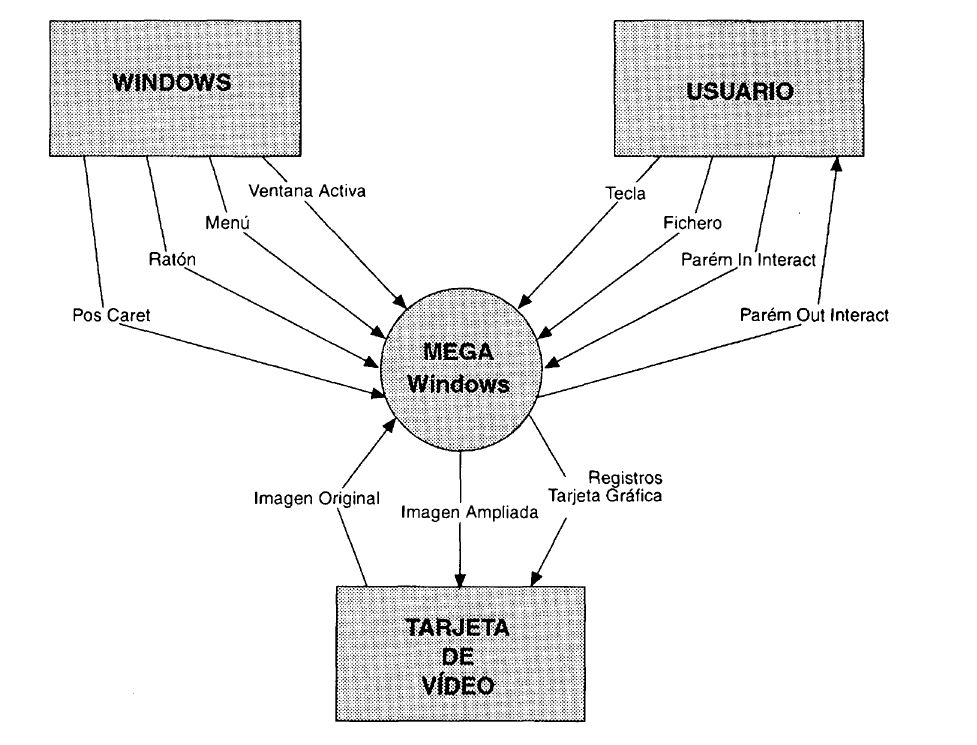 WINDOWS
USUARIO
Ventana Activa
Tecla
Menú
Fichero
Ratón
Parém In Interact
Pos Caret
Parém Out Interact
MEGA
Windows
Registros
Tarjeta Gráfica
Imagen Original
Imagen Ampliada
TARJETA
DE
VÍDEO